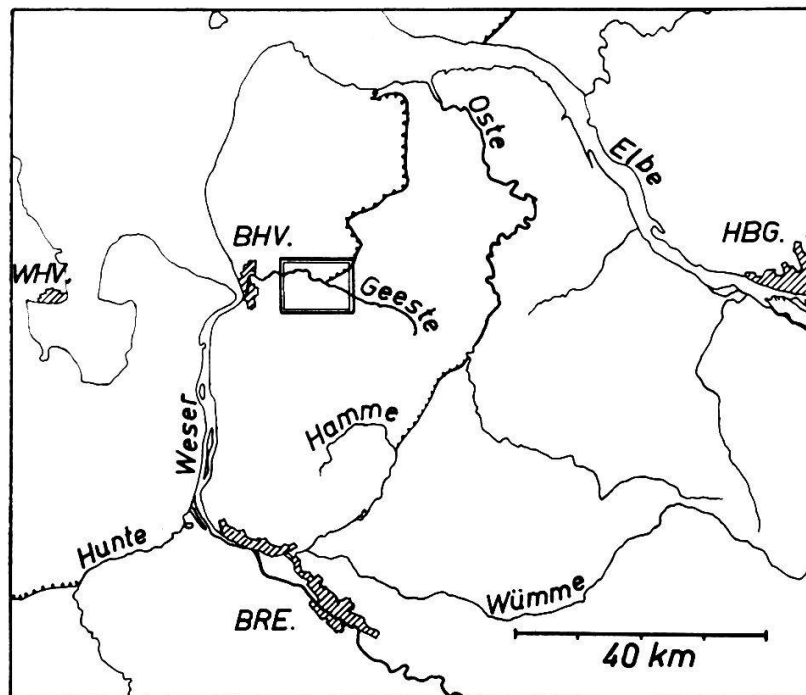 Oste
Elbe
BHV.
HBG.
WHV.
Geeste
Weser
Hamme
Hunte
Wümme
BRE.
40 km